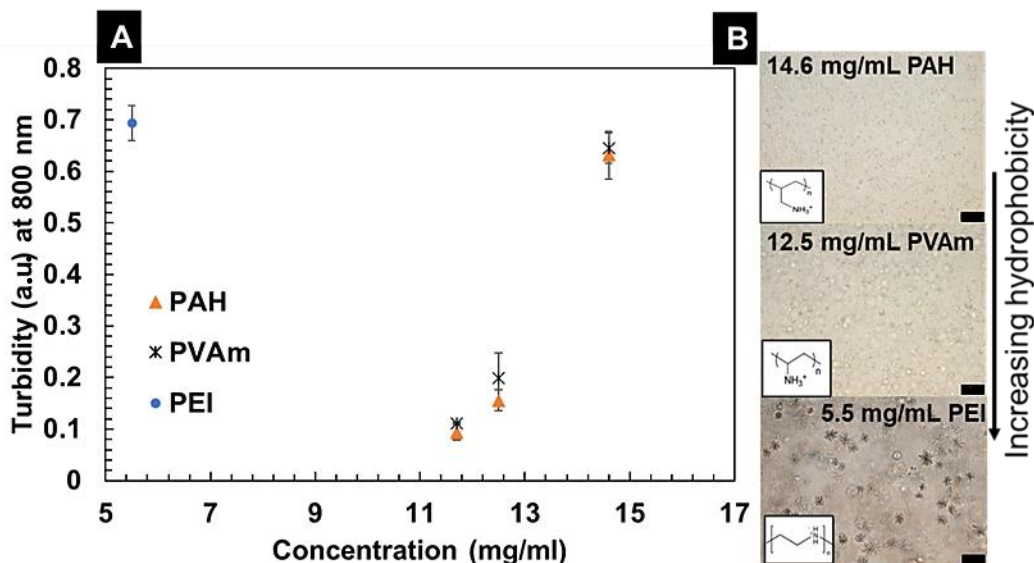 A
B
0.8
0.7
0.6
0.5
0.4
0.3
0.2
0.1
0
Turbidity (a.u) at 800 nm
PAH
PVAm
PEI
5
7
9
11
13
15
17
Concentration (mg/ml)
14.6 mg/mL PAH
n
NH₃⁺
12.5 mg/mL PVAm
n
NH₃⁺
5.5 mg/mL PEI
n
Increasing hydrophobicity